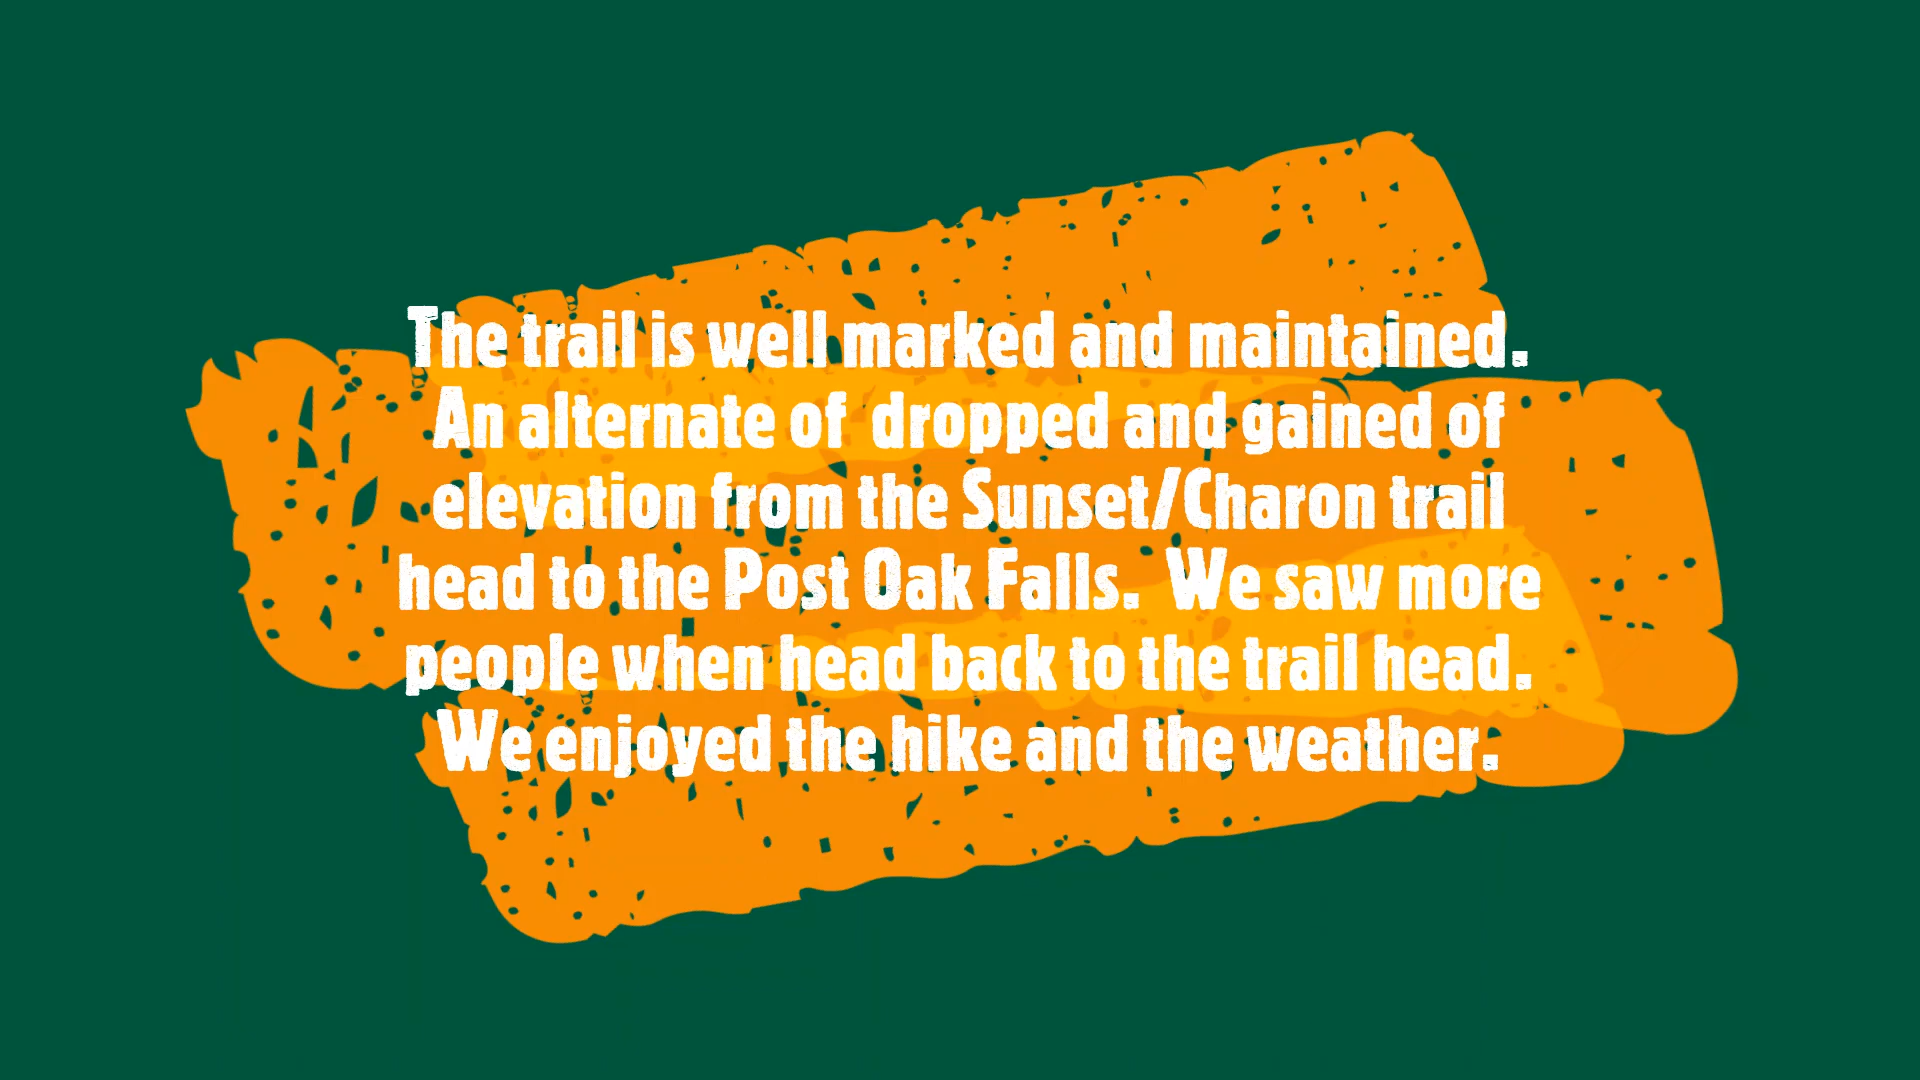 The trail is well marked and maintained.
An alternate of  dropped and gained of
elevation from the Sunset/Charon trail
head to the Post Oak Falls.  We saw more
people when head back to the trail head.
We enjoyed the hike and the weather.